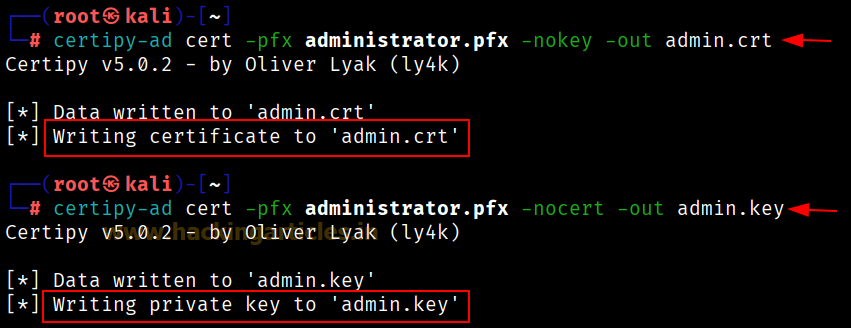 (root㉿kali)-[~]
# certipy-ad cert -pfx administrator.pfx -nokey -out admin.crt
Certipy v5.0.2 - by Oliver Lyak (ly4k)
[*] Data written to 'admin.crt'
[*] Writing certificate to 'admin.crt'
(root㉿kali)-[~]
# certipy-ad cert -pfx administrator.pfx -nocert -out admin.key
Certipy v5.0.2 - by Oliver Lyak (ly4k)
www.hackingarticles.in
[*] Data written to 'admin.key'
[*] Writing private key to 'admin.key'